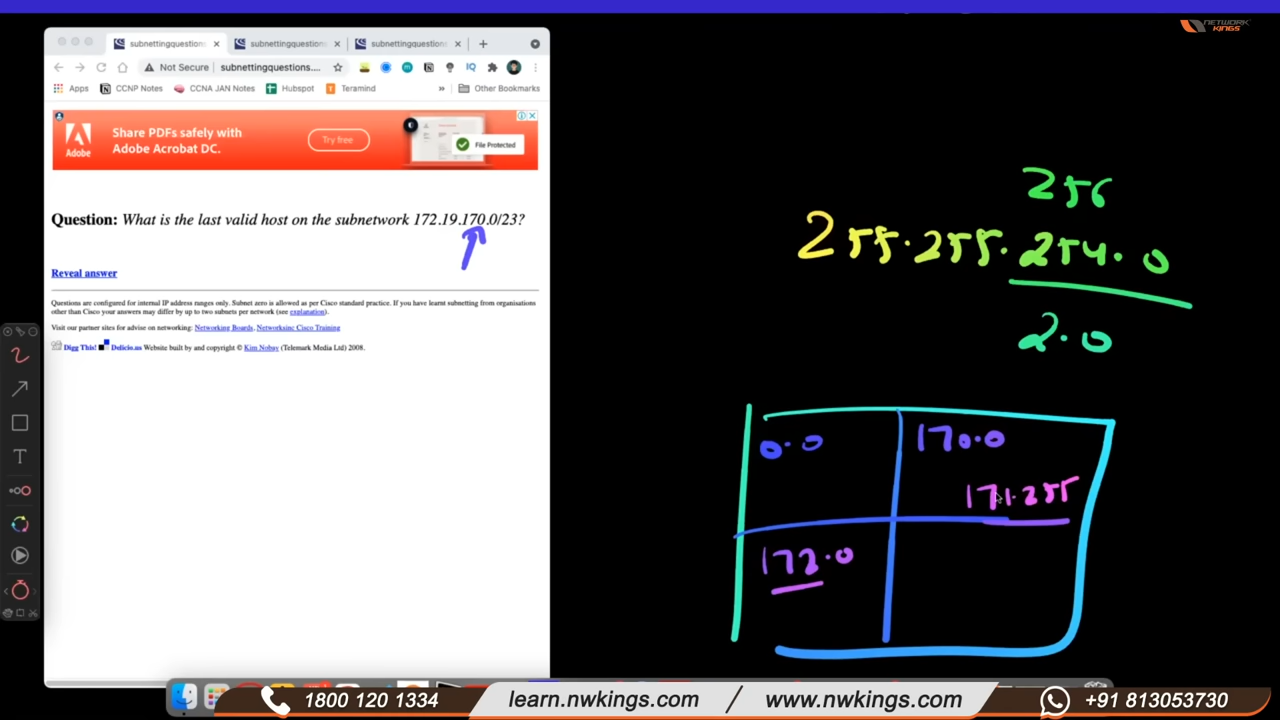 NETWORK
KINGS
subnettingquestions
subnettingquestions
subnettingquestions
Not Secure
subnettingquestions....
Apps
CCNP Notes
CCNA JAN Notes
Hubspot
Teramind
»
Other Bookmarks
Adobe
Share PDFs safely with
Adobe Acrobat DC.
Try free
File Protected
Question: What is the last valid host on the subnetwork 172.19.170.0/23?
Reveal answer
Questions are configured for internal IP address ranges only. Subnet zero is allowed as per Cisco standard practice. If you have learnt subnetting from organisations
other than Cisco your answers may differ by up to two subnets per network (see explanation).
Visit our partner sites for advise on networking: Networking Boards, Networksinc Cisco Training
Digg This! Delicio.us Website built by and copyright © Kim Nobay (Telemark Media Ltd) 2008.
256
255.255.254.0
2.0
0.0
170.0
171.255
172.0
1800 120 1334
learn.nwkings.com / www.nwkings.com
+91 813053730